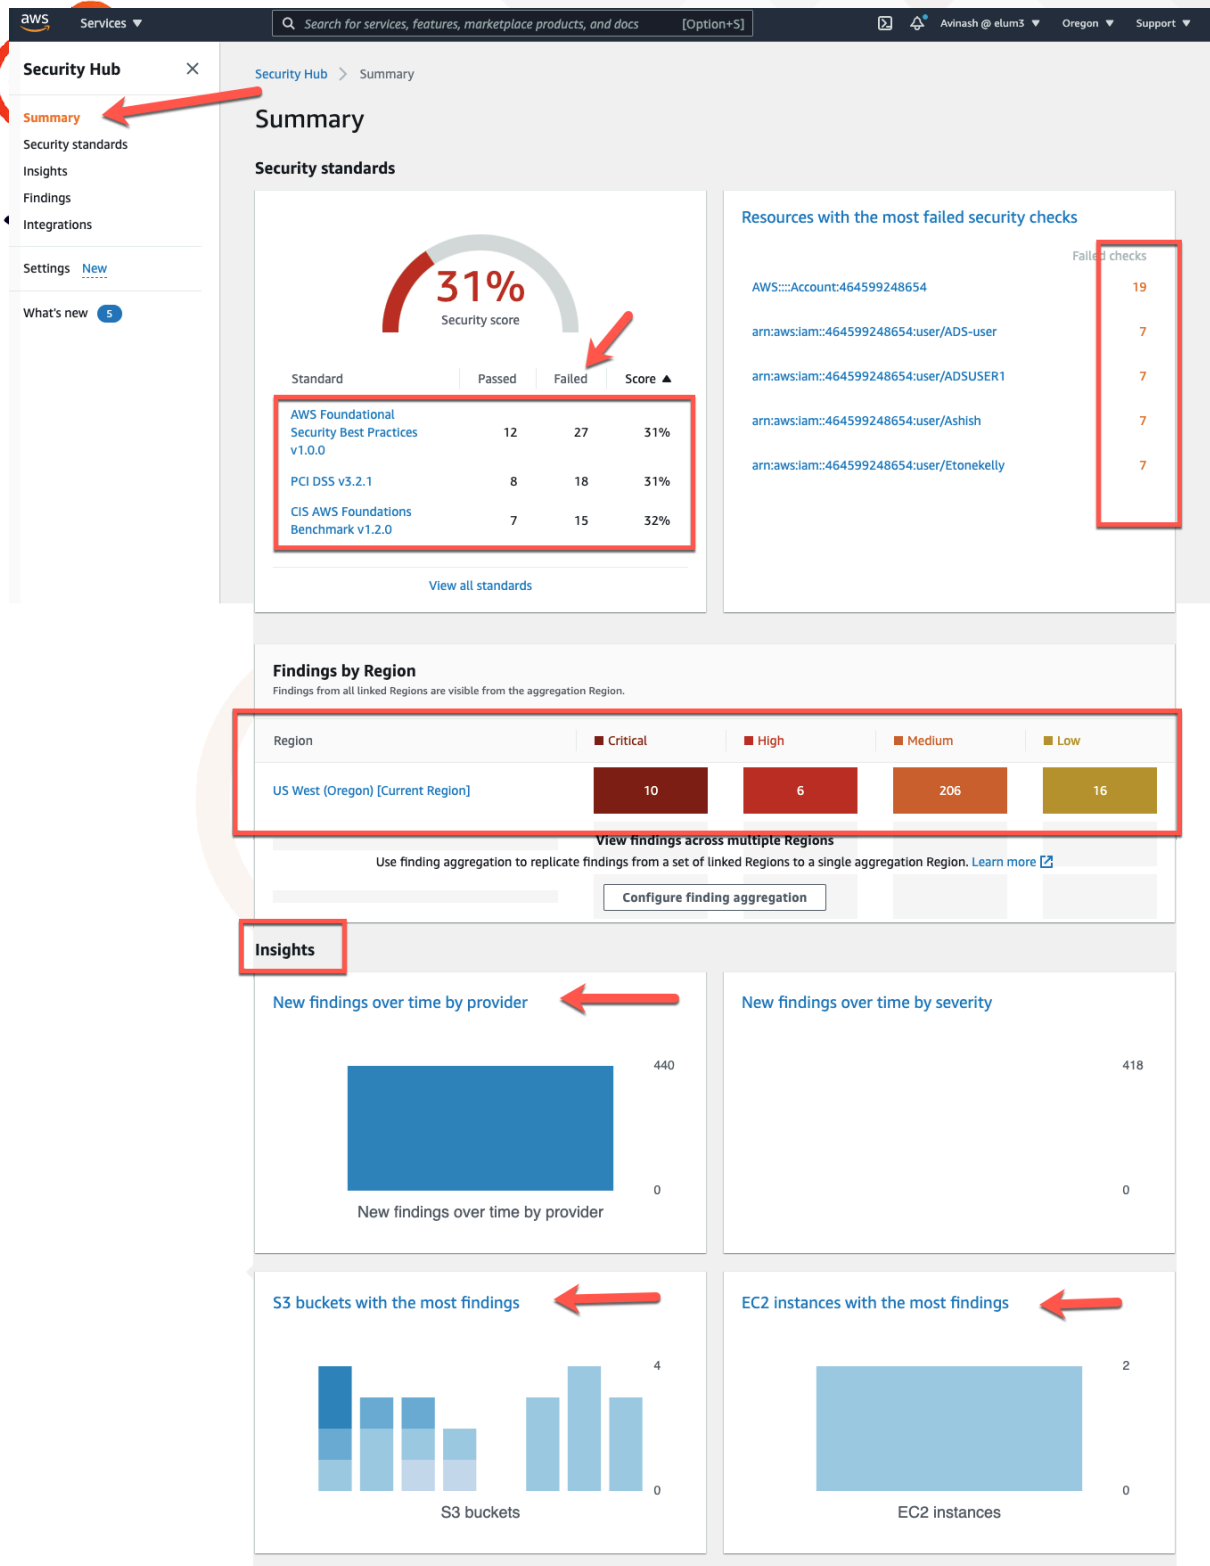 aws
Services ▼
Search for services, features, marketplace products, and docs [Option+S]
Avinash @ elum3 ▼
Oregon ▼
Support ▼
Security Hub
Summary
Security standards
Insights
Findings
Integrations
Settings New
What's new 5
Security Hub > Summary
Summary
Security standards
31%
Security score
Standard Passed Failed Score ▲
AWS Foundational
Security Best Practices 12 27 31%
v1.0.0
PCI DSS v3.2.1 8 18 31%
CIS AWS Foundations
Benchmark v1.2.0 7 15 32%
View all standards
Resources with the most failed security checks
Failed checks
AWS::::Account:464599248654 19
arn:aws:iam::464599248654:user/ADS-user 7
arn:aws:iam::464599248654:user/ADSUSER1 7
arn:aws:iam::464599248654:user/Ashish 7
arn:aws:iam::464599248654:user/Etonekelly 7
Findings by Region
Findings from all linked Regions are visible from the aggregation Region.
Region Critical High Medium Low
US West (Oregon) [Current Region] 10 6 206 16
View findings across multiple Regions
Use finding aggregation to replicate findings from a set of linked Regions to a single aggregation Region. Learn more
Configure finding aggregation
Insights
New findings over time by provider
440
0
New findings over time by provider
New findings over time by severity
418
0
S3 buckets with the most findings
4
0
S3 buckets
EC2 instances with the most findings
2
0
EC2 instances